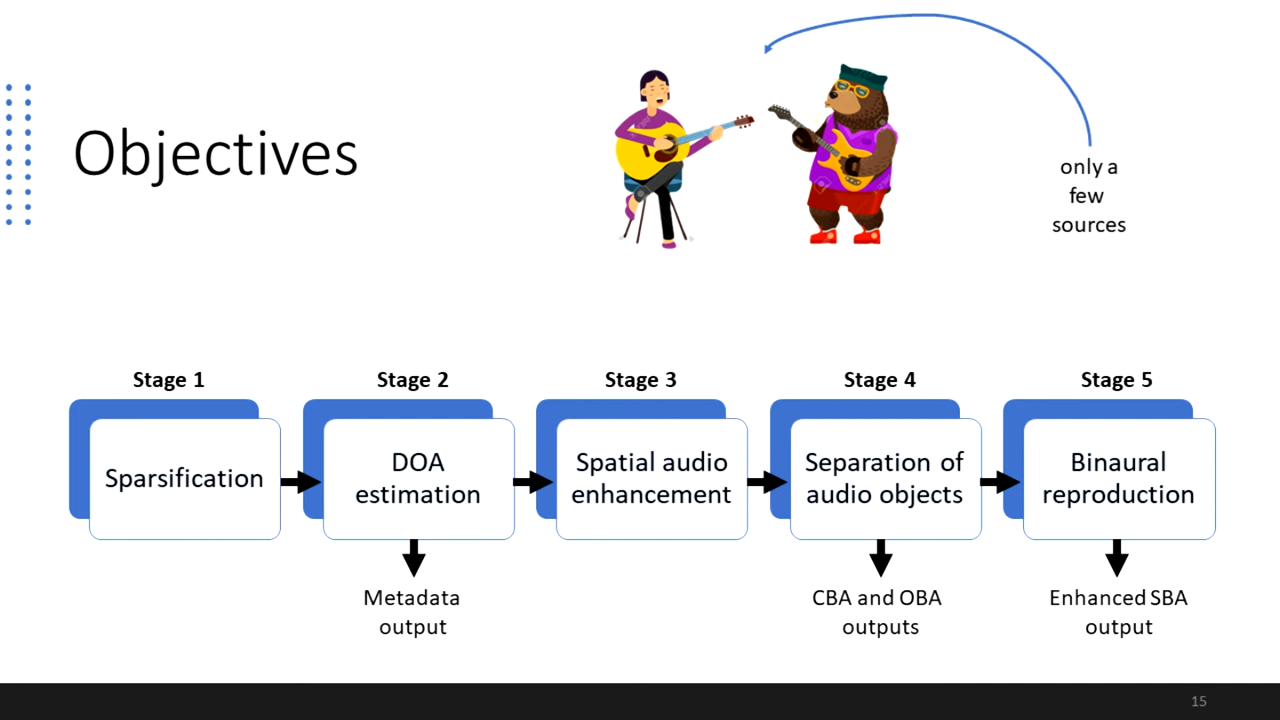 Objectives
only a
few
sources
Stage 1
Stage 2
Stage 3
Stage 4
Stage 5
Sparsification
DOA
estimation
Spatial audio
enhancement
Separation of
audio objects
Binaural
reproduction
Metadata
output
CBA and OBA
outputs
Enhanced SBA
output
15